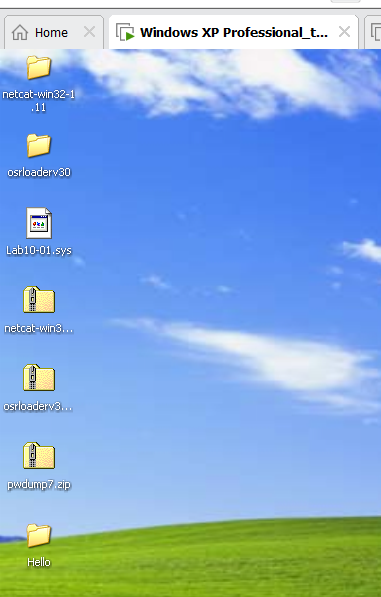 Home
Windows XP Professional_t...
netcat-win32-1
.11
osrloaderv30
Lab10-01.sys
netcat-win3...
osrloaderv3...
pwdump7.zip
Hello